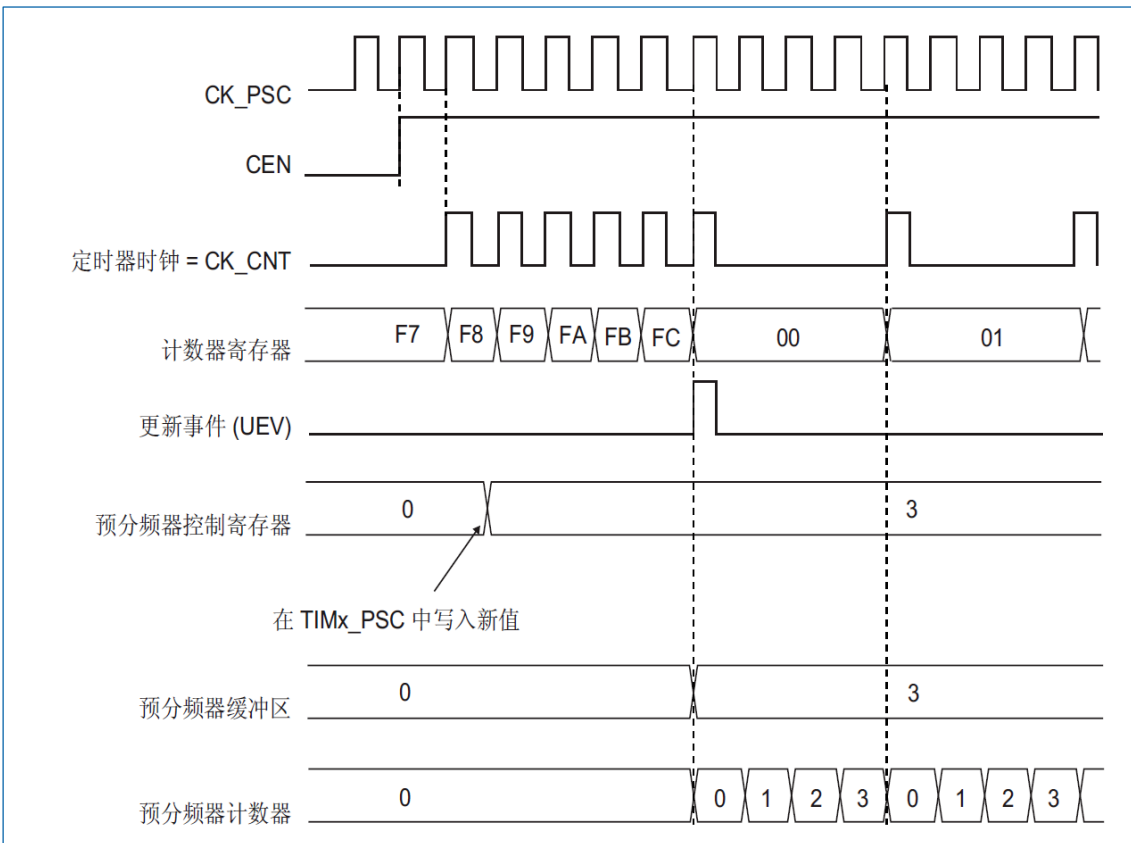 CK_PSC
CEN
定时器时钟 = CK_CNT
计数器寄存器 F7 F8 F9 FA FB FC 00 01
更新事件 (UEV)
预分频器控制寄存器 0 3
在 TIMx_PSC 中写入新值
预分频器缓冲区 0 3
预分频器计数器 0 0 1 2 3 0 1 2 3